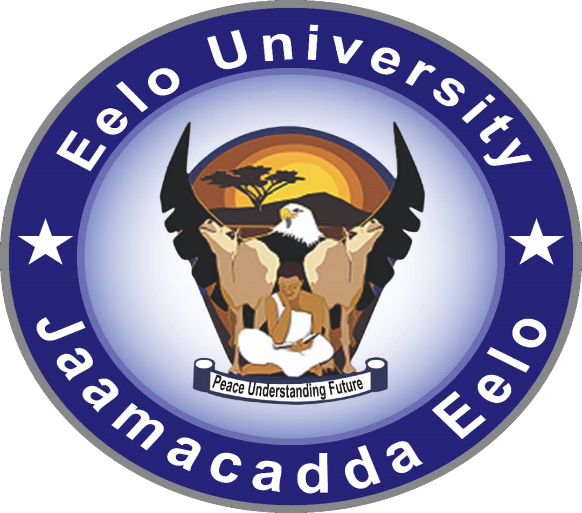 Eelo University
Peace Understanding Future
Jaamacadda Eelo